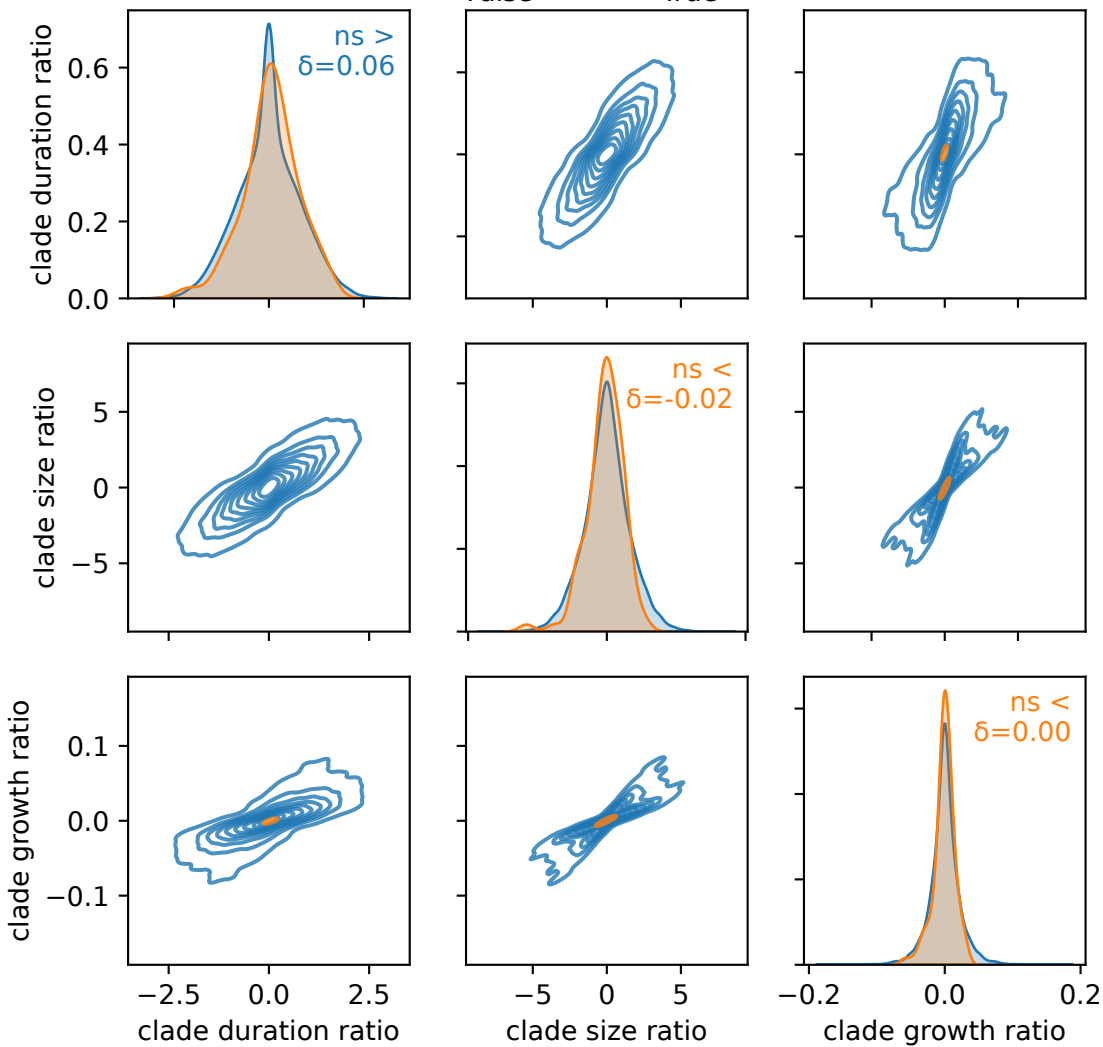 ns >
δ=0.06
clade duration ratio
0.6
0.4
0.2
0.0
−5
0
5
ns <
δ=-0.02
clade size ratio
5
0
−5
ns <
δ=0.00
clade growth ratio
0.1
0.0
−0.1
−2.5
0.0
2.5
−5
0
5
−0.2
0.0
0.2
clade duration ratio
clade size ratio
clade growth ratio